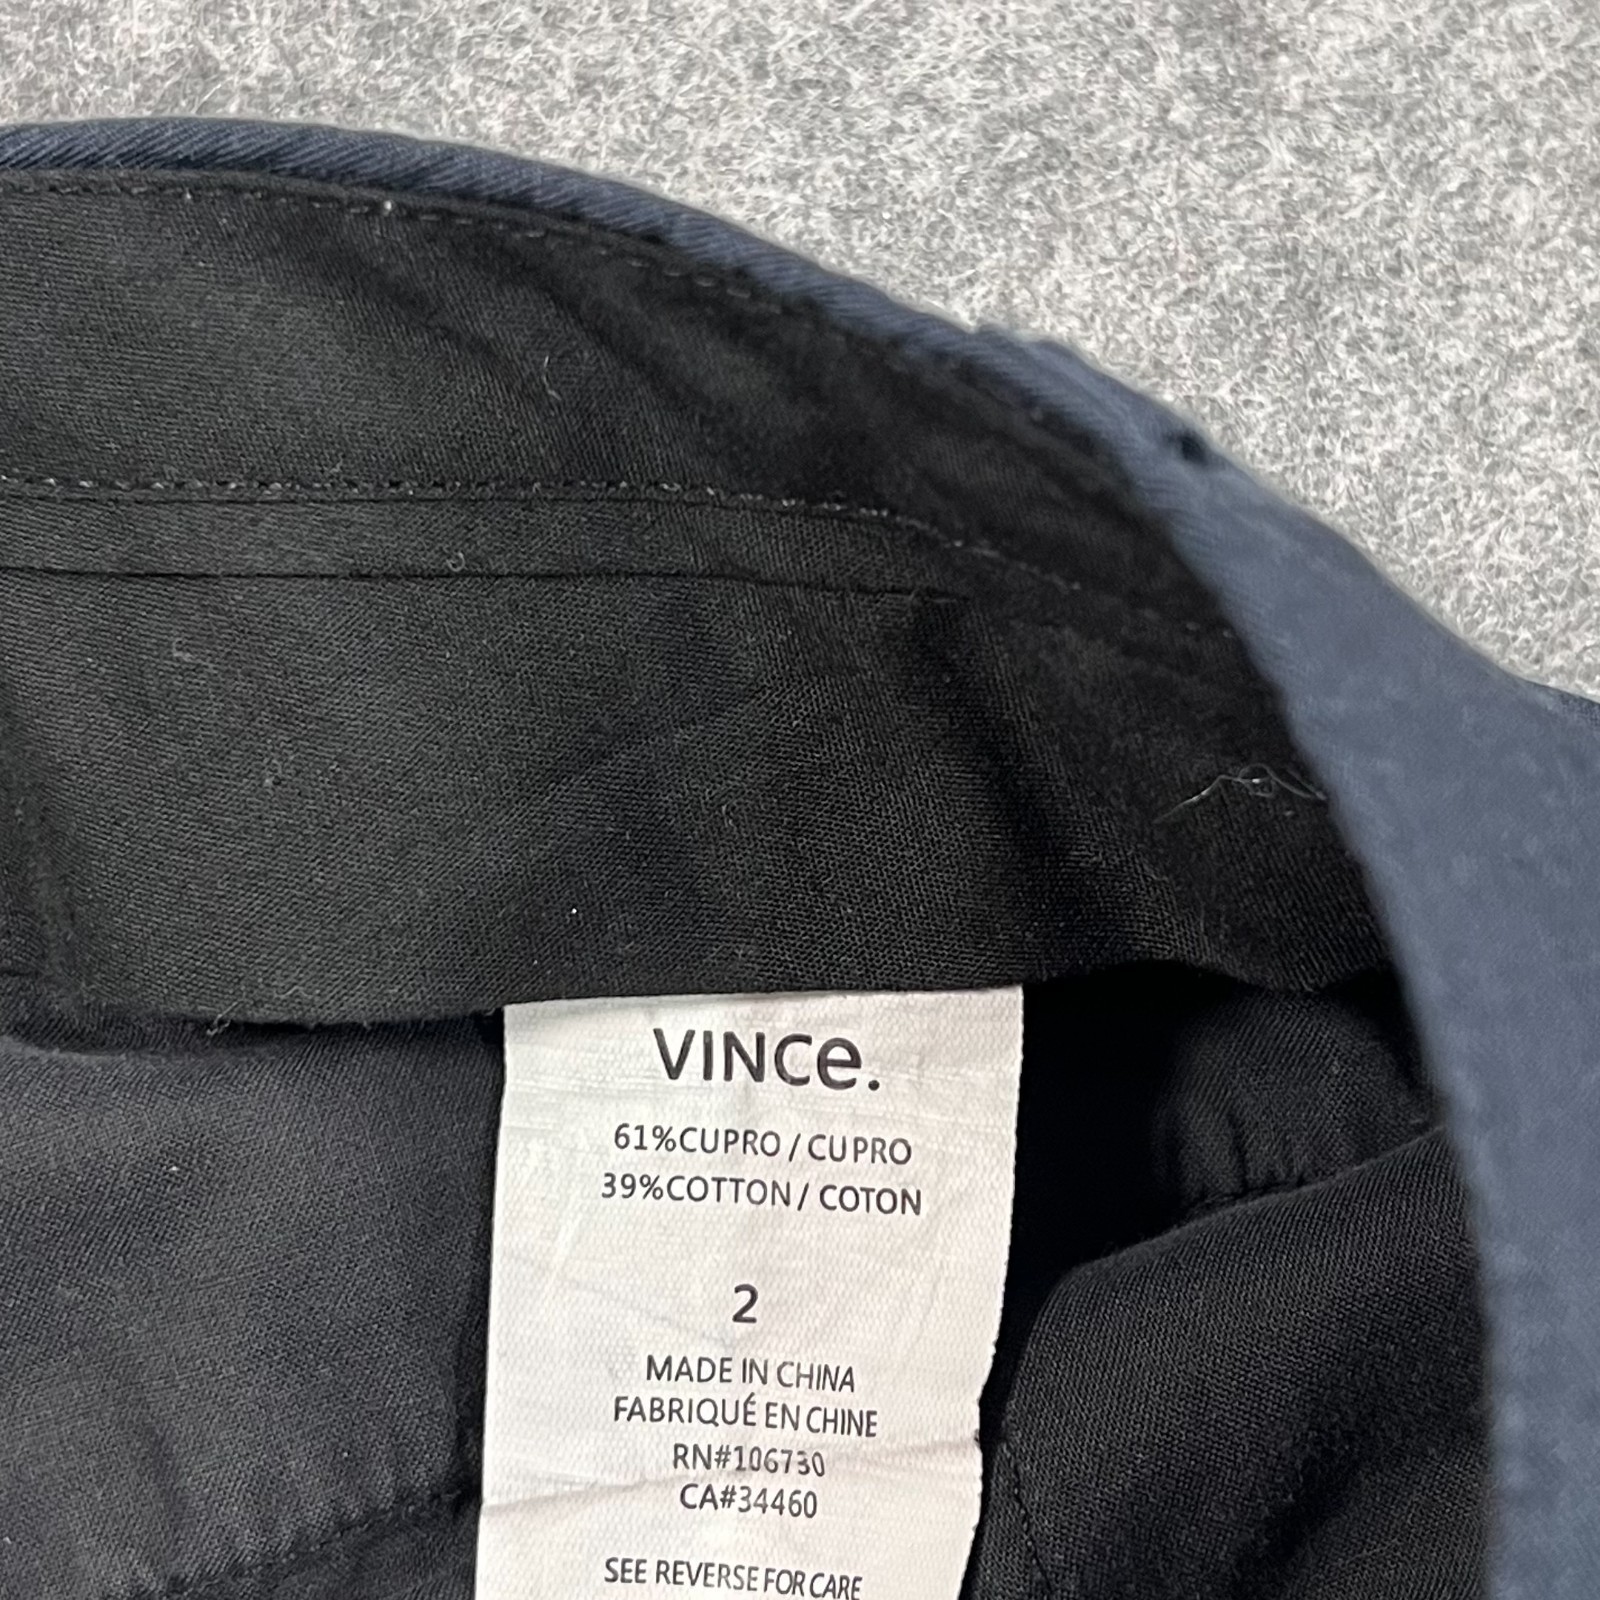 VINCe.
61%CUPRO / CUPRO
39%COTTON / COTON
2
MADE IN CHINA
FABRIQUÉ EN CHINE
RN#106730
CA#34460
SEE REVERSE FOR CARE